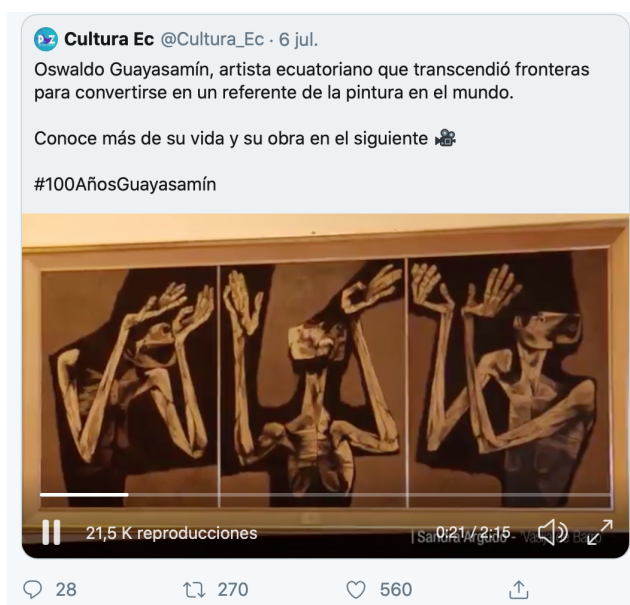 Cultura Ec @Cultura_Ec · 6 jul.
Oswaldo Guayasamín, artista ecuatoriano que transcendió fronteras
para convertirse en un referente de la pintura en el mundo.
Conoce más de su vida y su obra en el siguiente 🎥
#100AñosGuayasamín
21,5 K reproducciones
0:21 / 2:15
| Sandra Argudo -
28
270
560